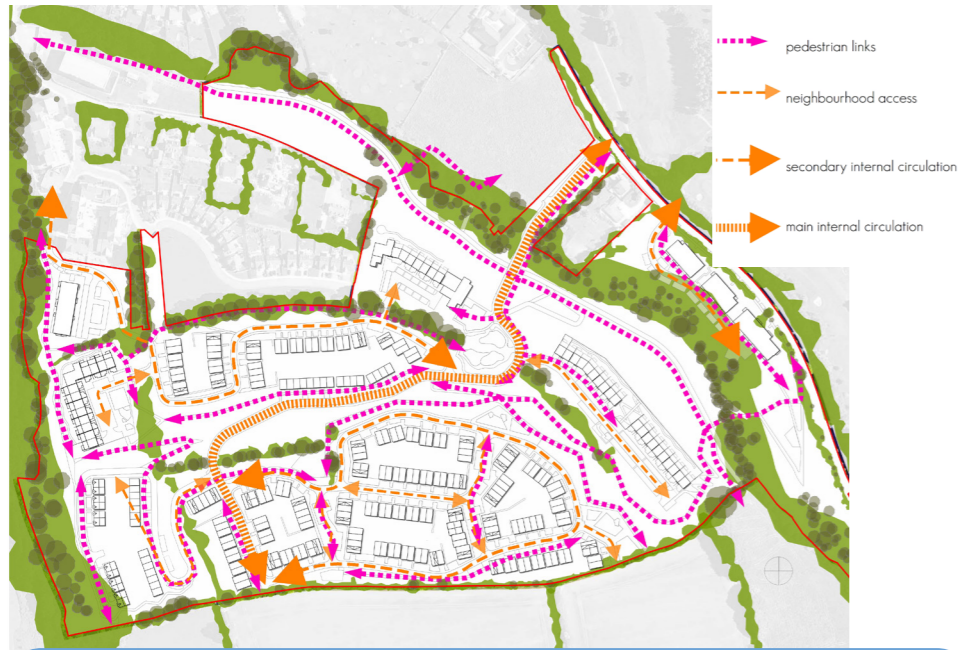 pedestrian links
neighbourhood access
secondary internal circulation
main internal circulation